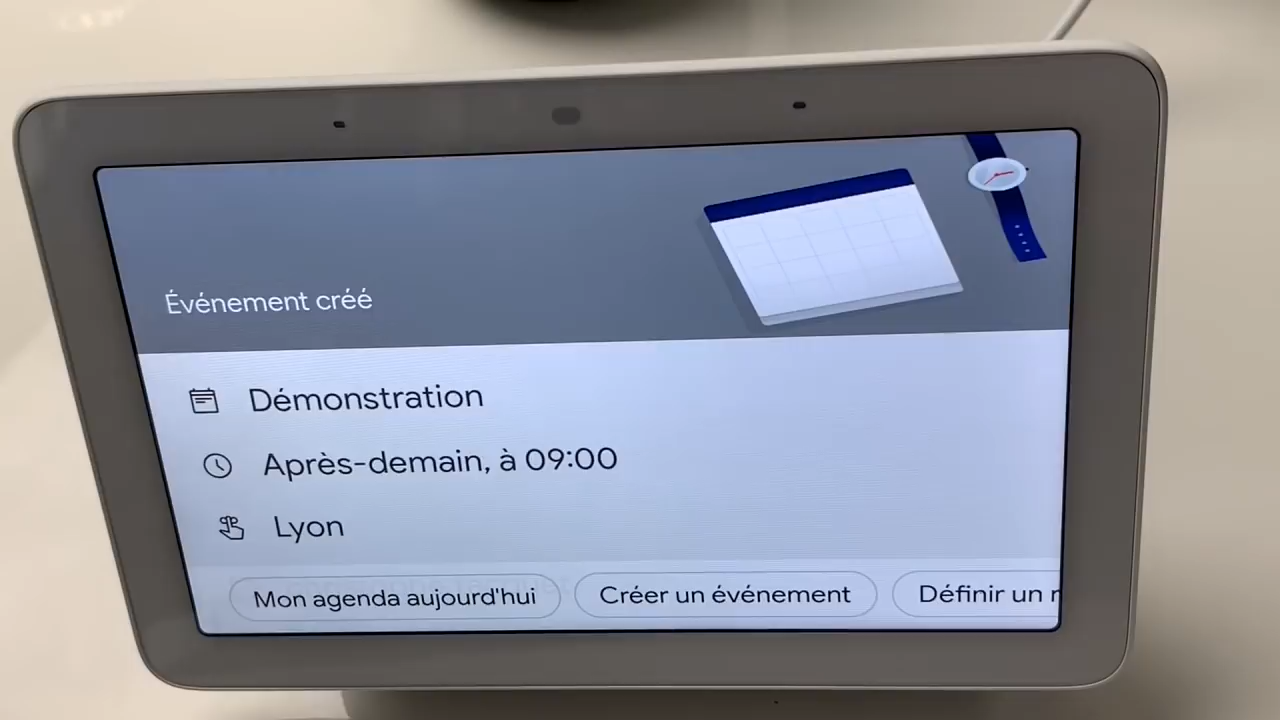 Événement créé
Démonstration
Après-demain, à 09:00
Lyon
Mon agenda aujourd'hui
Créer un événement
Définir un r